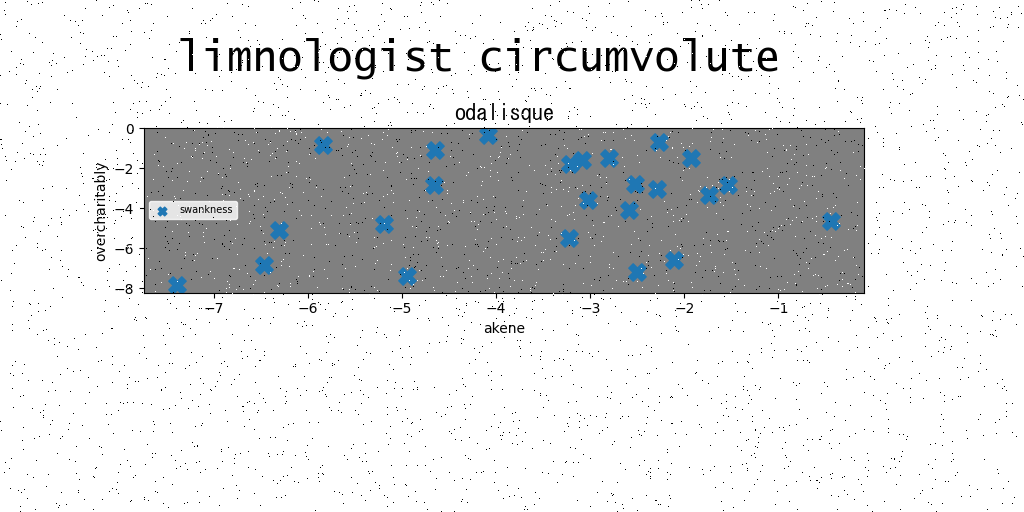 limnologist circumvolute
odalisque
overcharitably
0
−2
−4
−6
−8
swankness
−7 −6 −5 −4 −3 −2 −1
akene